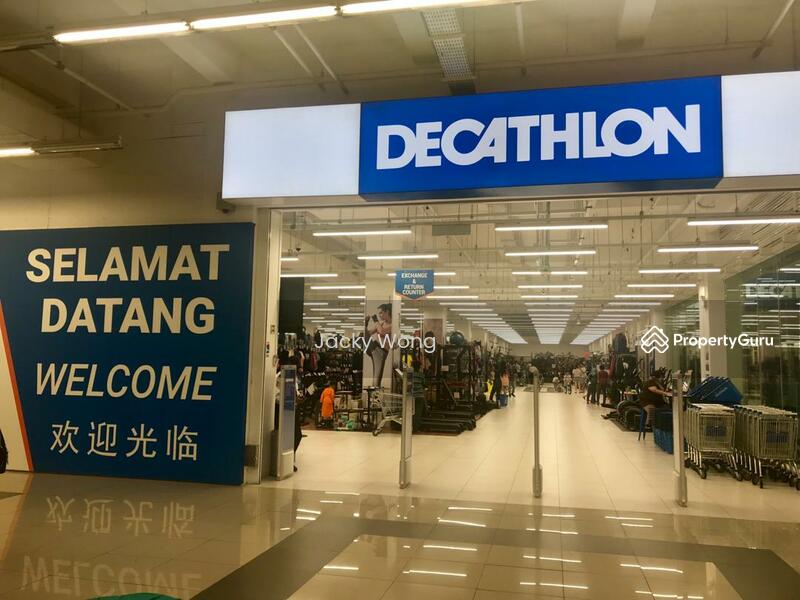 DECATHLON
SELAMAT
DATANG
WELCOME
欢迎光临
EXCHANGE
&
RETURN
COUNTER
Jacky Wong
PropertyGuru